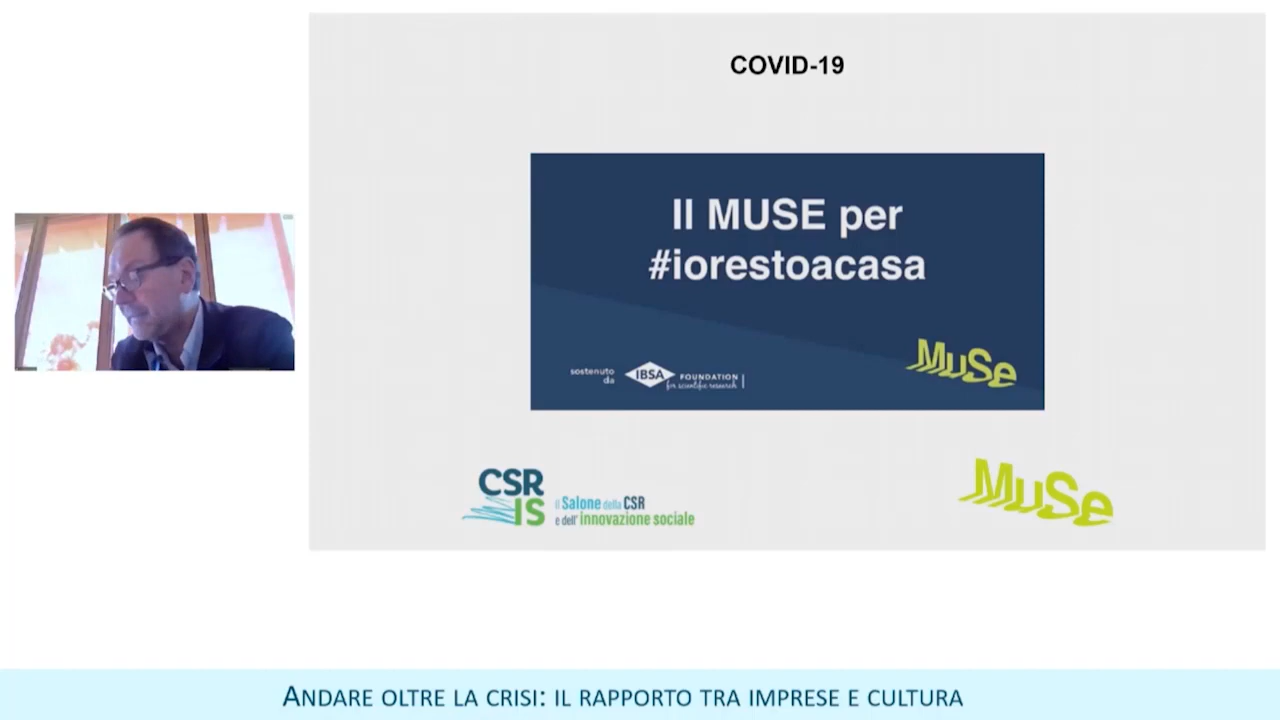 COVID-19
Il MUSE per
#iorestoacasa
sostenuto
da
IBSA
FOUNDATION
for scientific research
MUSe
CSR
IS
il Salone della CSR
e dell'innovazione sociale
MUSe
ANDARE OLTRE LA CRISI: IL RAPPORTO TRA IMPRESE E CULTURA